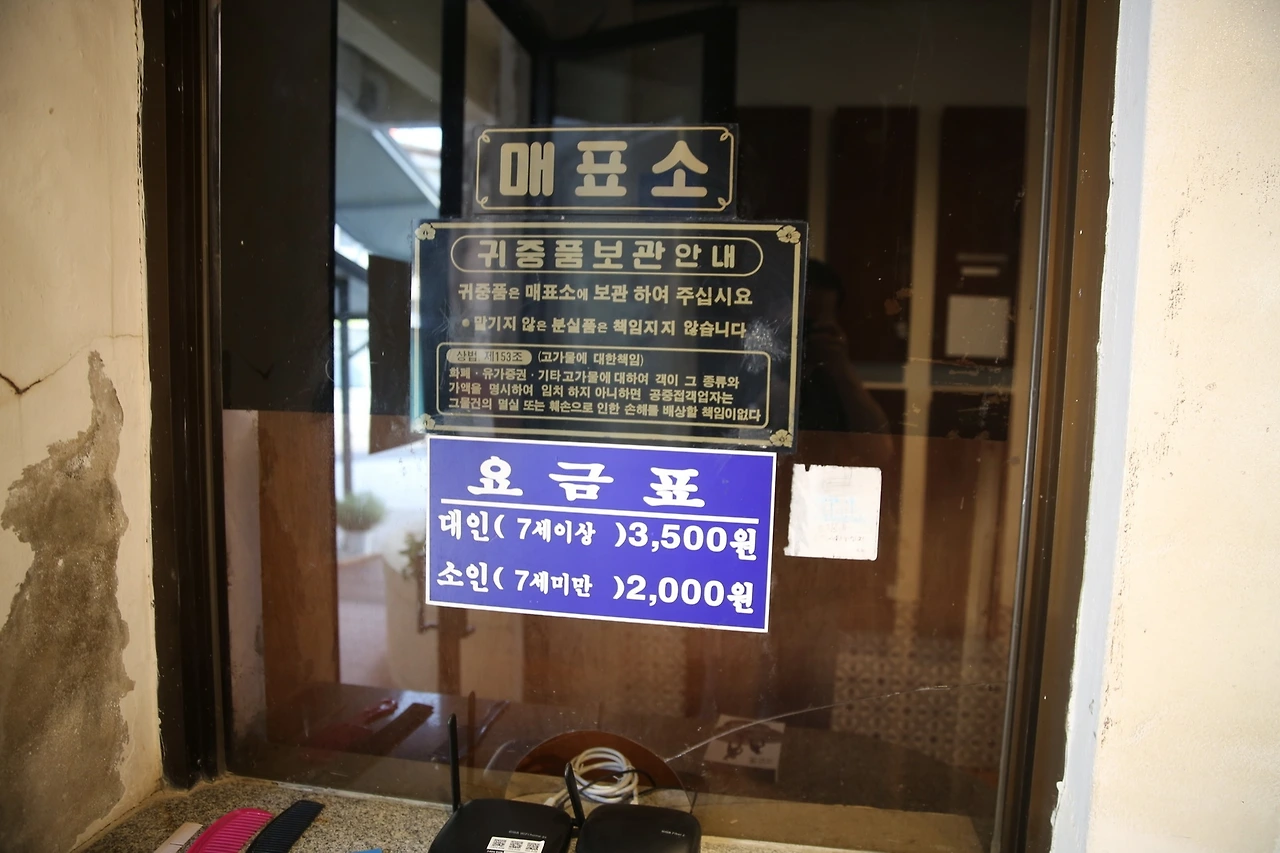 매표소
귀중품보관안내
귀중품은 매표소에 보관 하여 주십시요
• 맡기지 않은 분실품은 책임지지 않습니다
상법 제153조 (고가물에 대한책임)
화폐·유가증권·기타고가물에 대하여 객이 그 종류와
가액을 명시하여 임치 하지 아니하면 공중접객업자는
그물건의 멸실 또는 훼손으로 인한 손해를 배상할 책임이없다
요금표
대인( 7세이상 )3,500원
소인( 7세미만 )2,000원